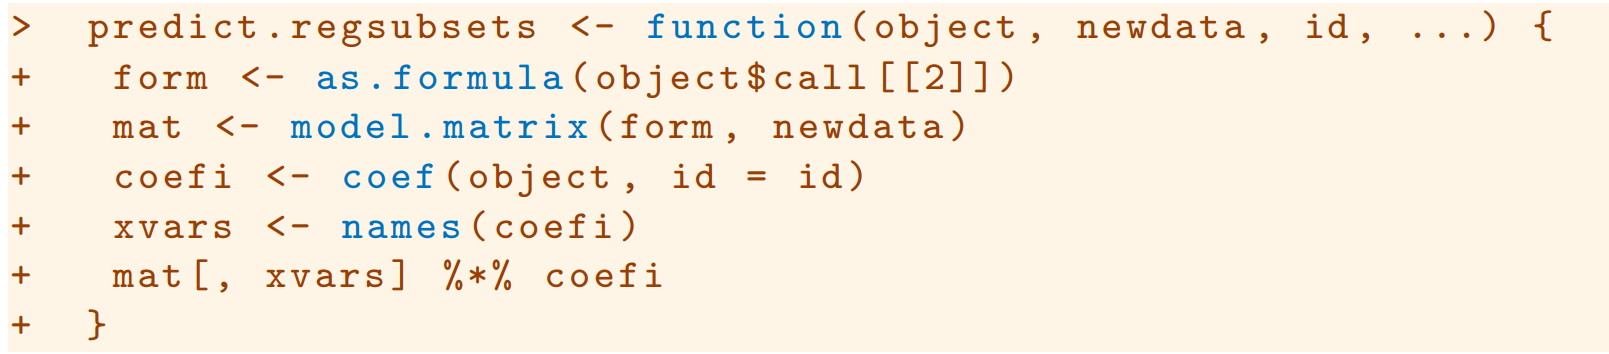 > predict.regsubsets <- function(object, newdata, id, ...) {
+ form <- as.formula(object$call[[2]])
+ mat <- model.matrix(form, newdata)
+ coefi <- coef(object, id = id)
+ xvars <- names(coefi)
+ mat[, xvars] %*% coefi
+ }